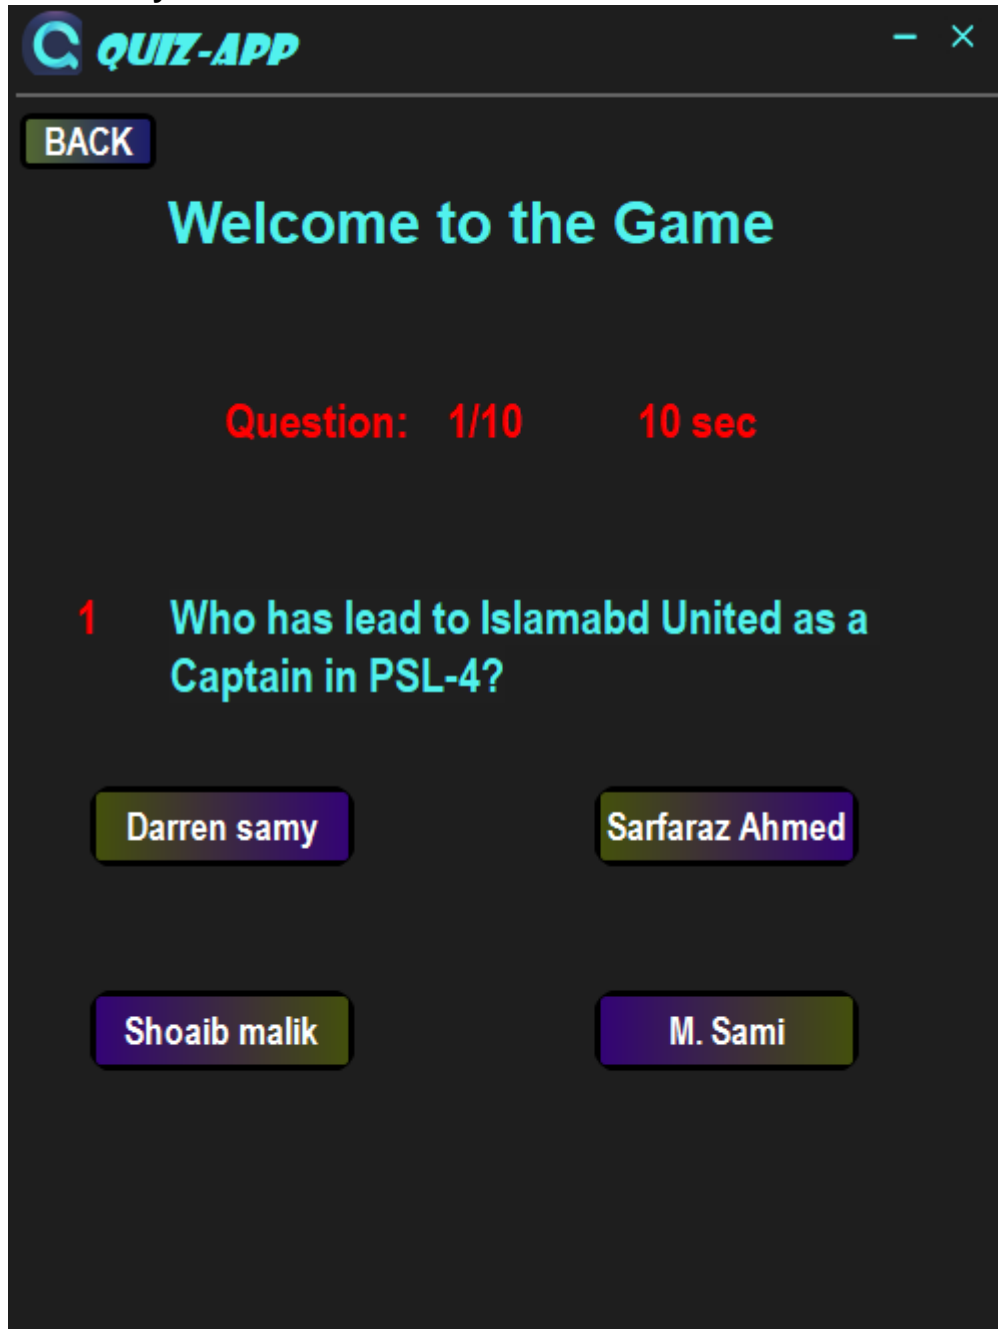 QUIZ-APP
BACK
Welcome to the Game
Question: 1/10 10 sec
1 Who has lead to Islamabd United as a
Captain in PSL-4?
Darren samy Sarfaraz Ahmed
Shoaib malik M. Sami